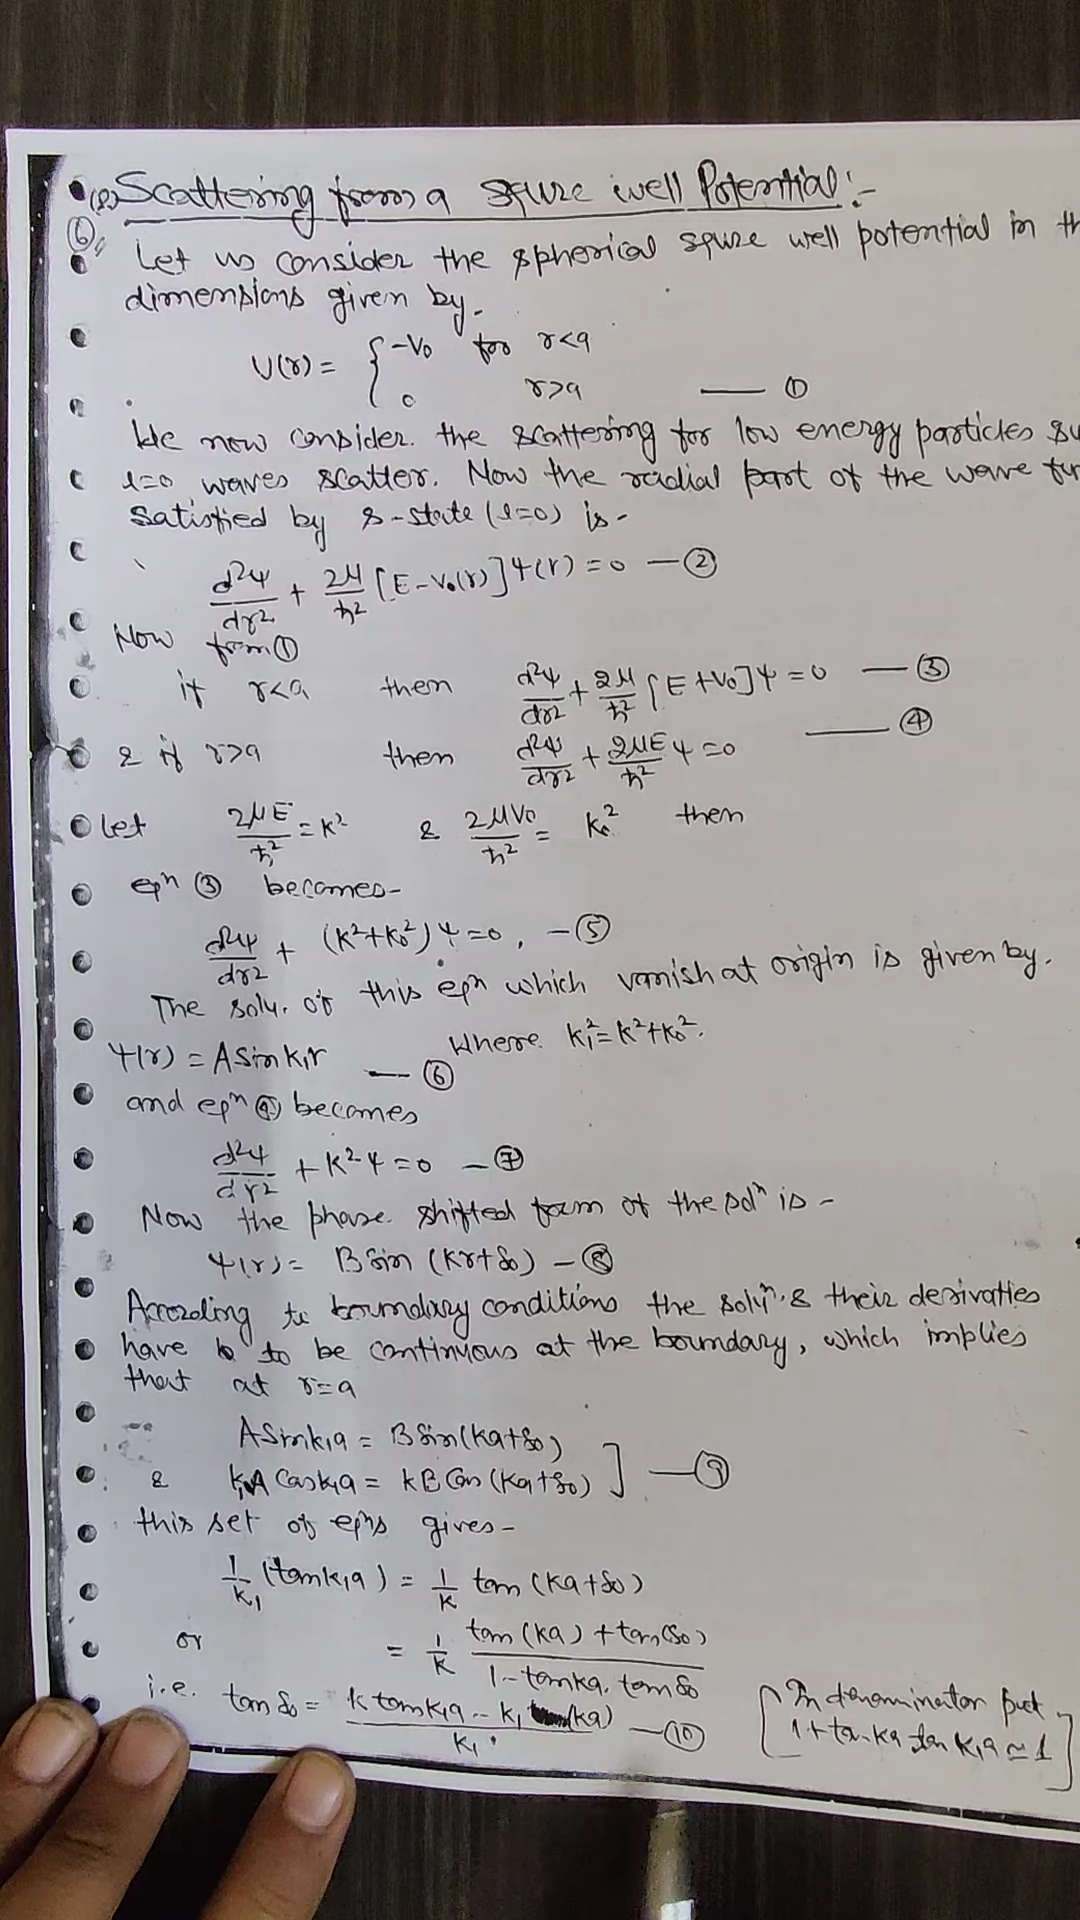 (8) Scattering from a squre well Potential :-
6. Let us consider the spherical squre well potential in th
dimensions given by -
V(r) = { -V₀ for r<a
0 r>a — ①
We now consider. the scattering for low energy particles su
l=0 waves scatter. Now the radial part of the wave fun
satisfied by s-state (l=0) is -
d²ψ/dr² + 2μ/ħ² [E - V₀(r)] ψ(r) = 0 — ②
Now from ①
if r<a then d²ψ/dr² + 2μ/ħ² [E + V₀] ψ = 0 — ③
& if r>a then d²ψ/dr² + 2μE/ħ² ψ = 0 — ④
Let 2μE/ħ² = K² & 2μV₀/ħ² = K₀² then
eqⁿ ③ becomes -
d²ψ/dr² + (K² + K₀²) ψ = 0, — ⑤
The soln. of this eqⁿ which vanish at origin is given by.
ψ(r) = A Sin K₁r — ⑥ Where K₁² = K² + K₀².
and eqⁿ ④ becomes
d²ψ/dr² + K² ψ = 0 — ⑦
Now the phase shifted form of the solⁿ is -
ψ(r) = B Sin (Kr + δ₀) — ⑧
Accroding to boundary conditions the solyⁿ. & their derivaties
have to be continuous at the boundary, which implies
that at r=a
A Sin k₁a = B Sin (Ka + δ₀)
& K₁A Cos k₁a = KB Cos (Ka + δ₀) ] — ⑨
this set of eqⁿs gives -
1/K₁ (tan k₁a) = 1/K tan (Ka + δ₀)
or = 1/K tan (Ka) + tan (δ₀) / 1 - tan Ka. tan δ₀
i.e. tan δ₀ = K tan K₁a - K₁ (Ka) / K₁ — ⑩ [In denominator put
1 + tan Ka tan K₁a ≃ 1]